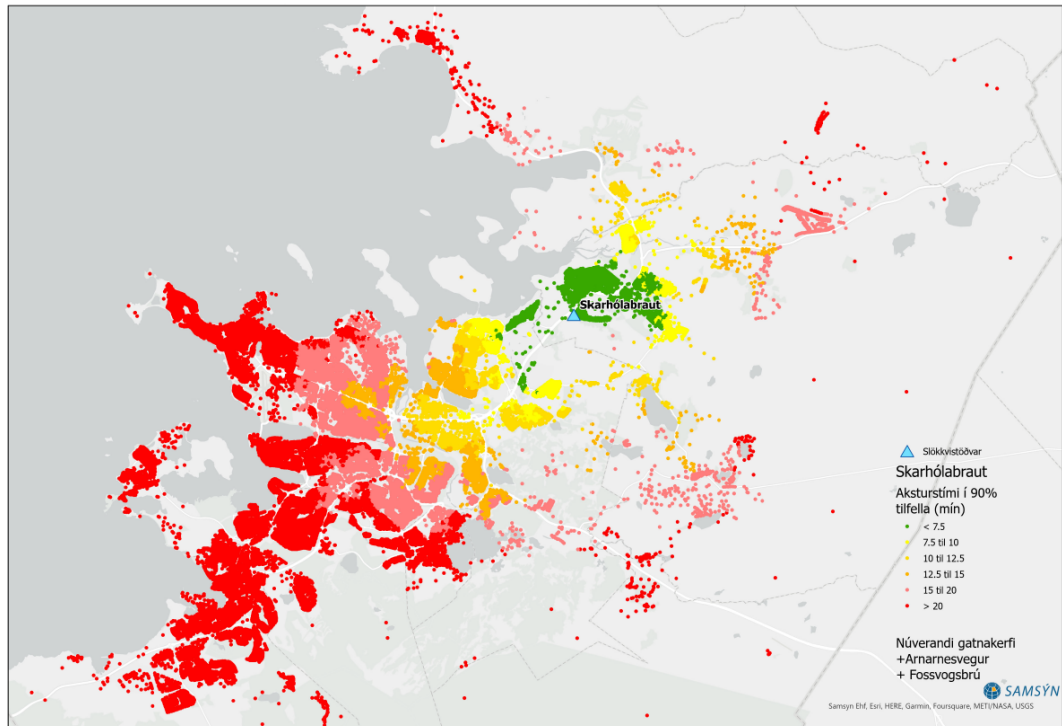 Skarhólabraut
Slökkvistöðvar
Skarhólabraut
Aksturstími í 90%
tilfella (mín)
< 7.5
7.5 til 10
10 til 12.5
12.5 til 15
15 til 20
> 20
Núverandi gatnakerfi
+Arnarnesvegur
+ Fossvogsbrú
SAMSÝN
Samsyn Ehf, Esri, HERE, Garmin, Foursquare, METI/NASA, USGS